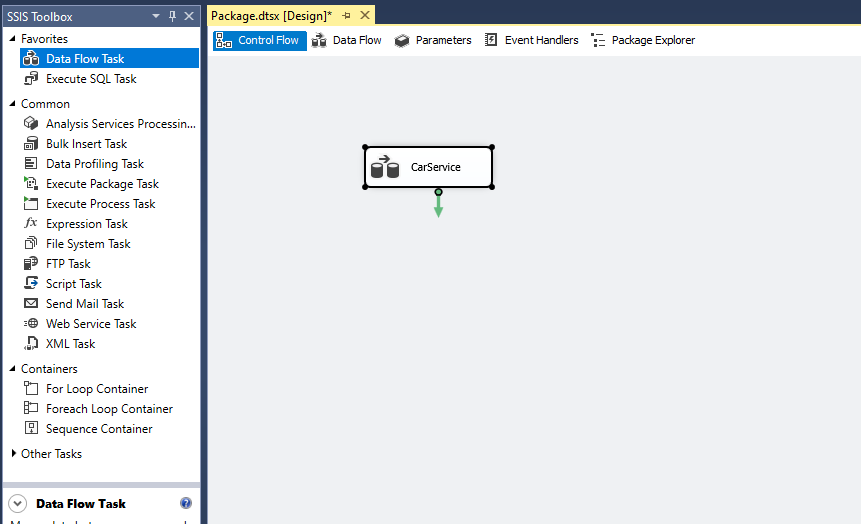 SSIS Toolbox
Favorites
Data Flow Task
Execute SQL Task
Common
Analysis Services Processin...
Bulk Insert Task
Data Profiling Task
Execute Package Task
Execute Process Task
Expression Task
File System Task
FTP Task
Script Task
Send Mail Task
Web Service Task
XML Task
Containers
For Loop Container
Foreach Loop Container
Sequence Container
Other Tasks
Data Flow Task
Package.dtsx [Design]*
Control Flow Data Flow Parameters Event Handlers Package Explorer
CarService